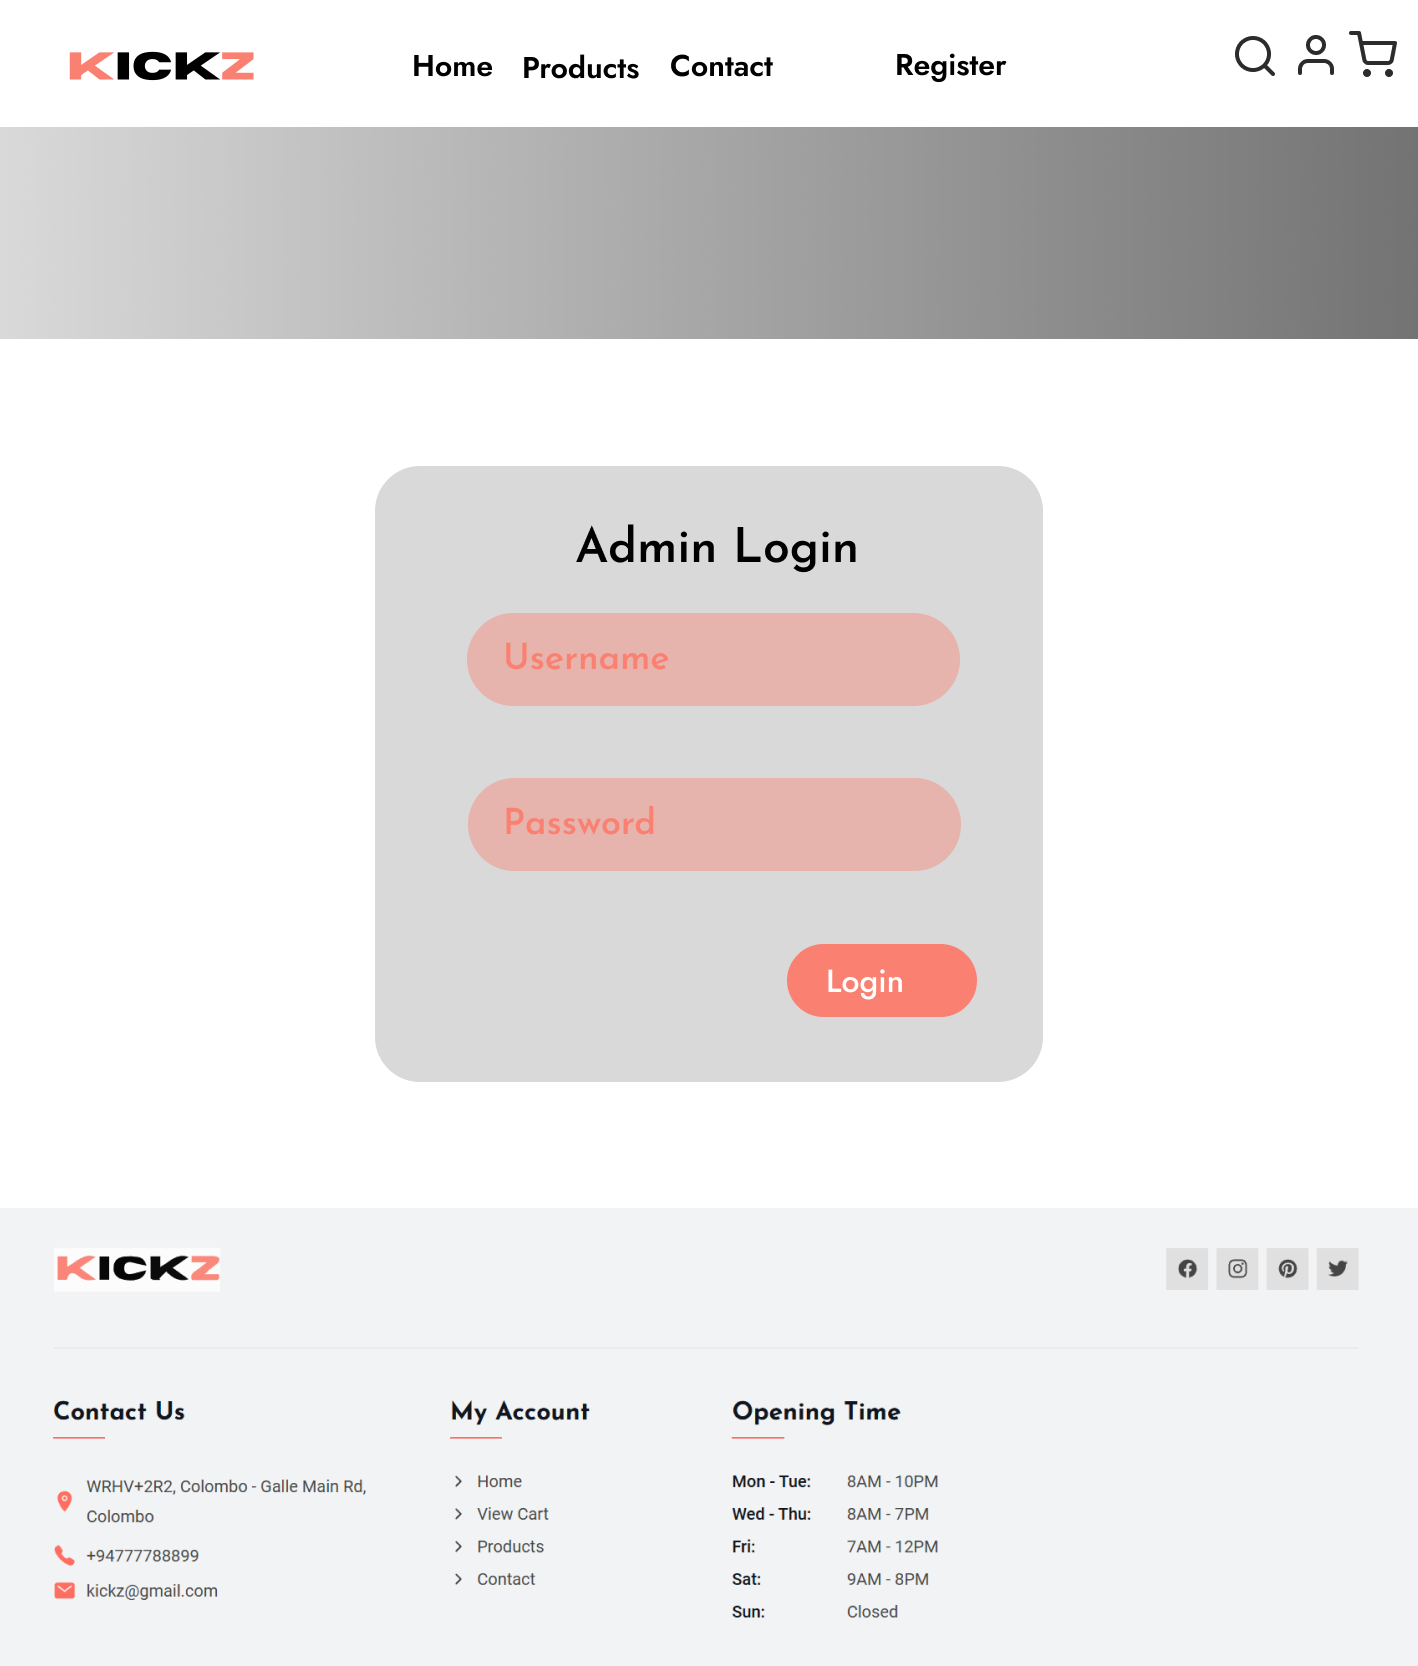 KICKZ
Home Products Contact Register
Admin Login
Username
Password
Login
KICKZ
Contact Us
WRHV+2R2, Colombo - Galle Main Rd,
Colombo
+94777788899
kickz@gmail.com
My Account
Home
View Cart
Products
Contact
Opening Time
Mon - Tue: 8AM - 10PM
Wed - Thu: 8AM - 7PM
Fri: 7AM - 12PM
Sat: 9AM - 8PM
Sun: Closed